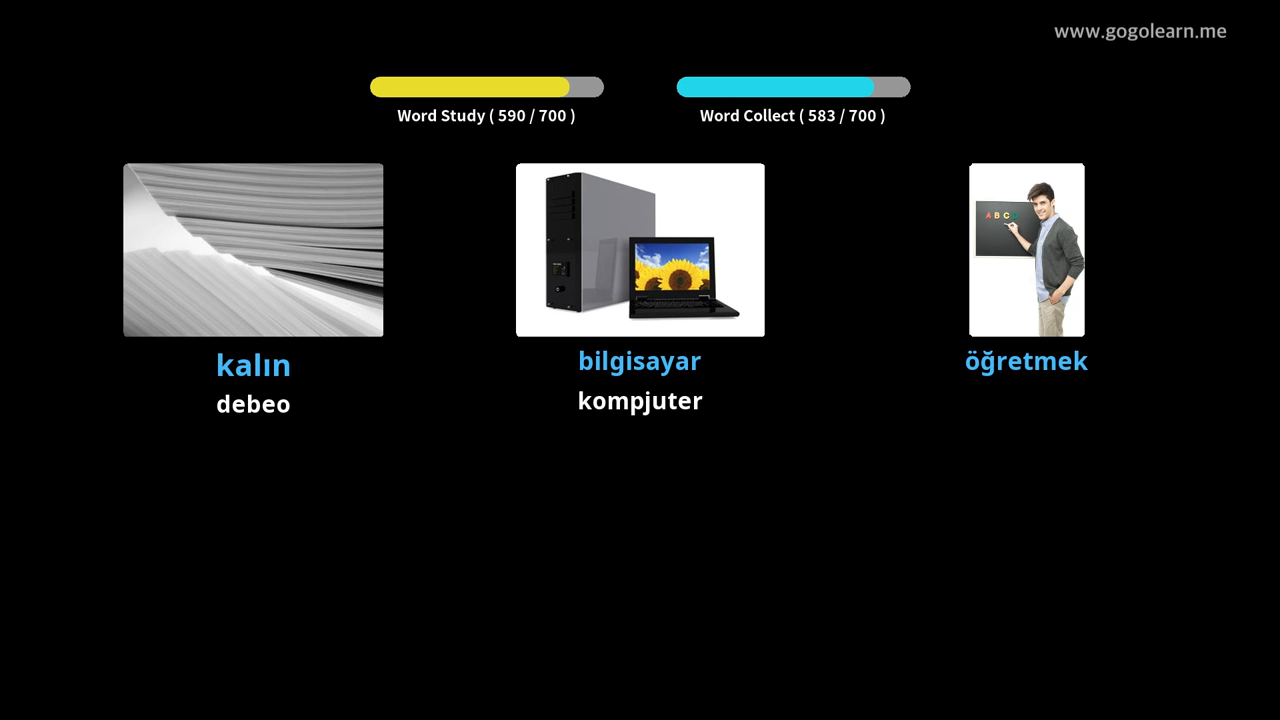 www.gogolearn.me
Word Study ( 590 / 700 )
Word Collect ( 583 / 700 )
A B C D
kalın
bilgisayar
öğretmek
debeo
kompjuter